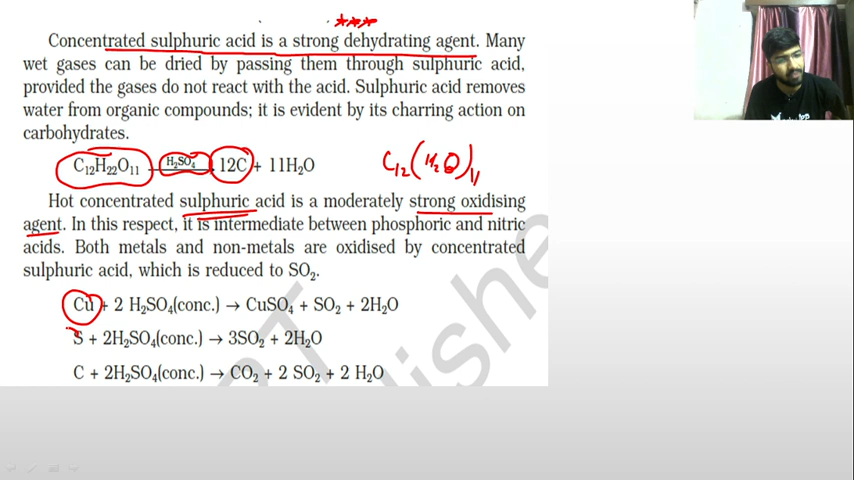 Concentrated sulphuric acid is a strong dehydrating agent. Many
wet gases can be dried by passing them through sulphuric acid,
provided the gases do not react with the acid. Sulphuric acid removes
water from organic compounds; it is evident by its charring action on
carbohydrates.
C₁₂H₂₂O₁₁ H₂SO₄ 12C + 11H₂O C₁₂(H₂O)₁₁
Hot concentrated sulphuric acid is a moderately strong oxidising
agent. In this respect, it is intermediate between phosphoric and nitric
acids. Both metals and non-metals are oxidised by concentrated
sulphuric acid, which is reduced to SO₂.
Cu + 2 H₂SO₄(conc.) → CuSO₄ + SO₂ + 2H₂O
S + 2H₂SO₄(conc.) → 3SO₂ + 2H₂O
C + 2H₂SO₄(conc.) → CO₂ + 2 SO₂ + 2 H₂O